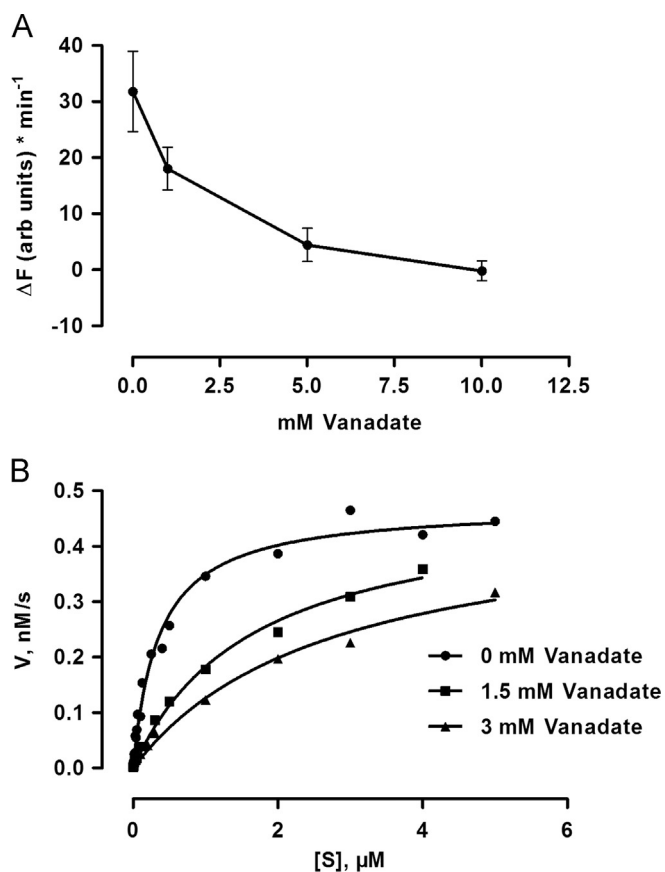 A
ΔF (arb units) * min⁻¹
40
30
20
10
0
-10
0.0 2.5 5.0 7.5 10.0 12.5
mM Vanadate
B
V, nM/s
0.5
0.4
0.3
0.2
0.1
0.0
0 mM Vanadate
1.5 mM Vanadate
3 mM Vanadate
0 2 4 6
[S], µM